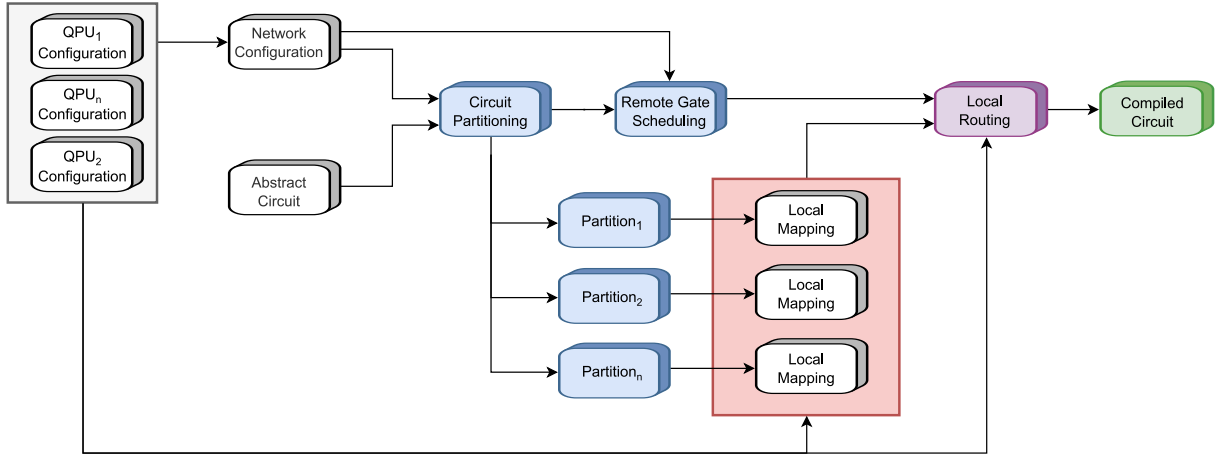 QPU₁
Configuration
QPUₙ
Configuration
QPU₂
Configuration
Network
Configuration
Abstract
Circuit
Circuit
Partitioning
Remote Gate
Scheduling
Partition₁
Partition₂
Partitionₙ
Local
Mapping
Local
Mapping
Local
Mapping
Local
Routing
Compiled
Circuit